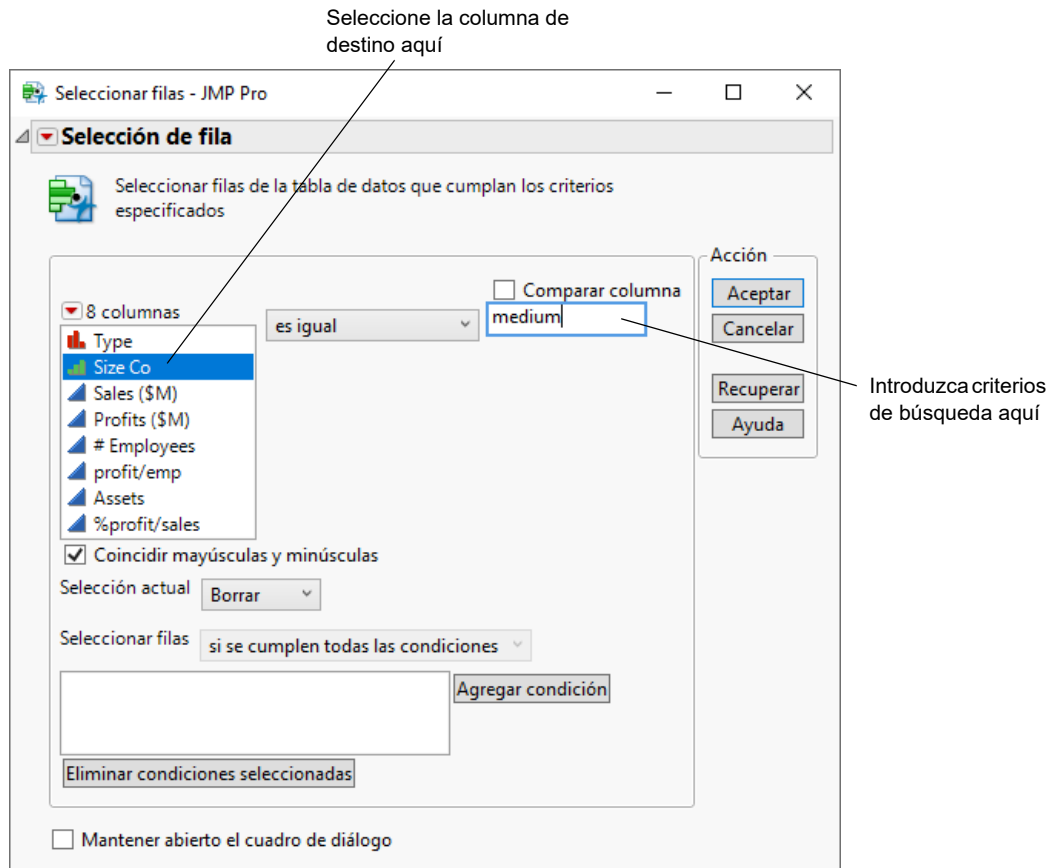 Seleccione la columna de
destino aquí
Seleccionar filas - JMP Pro
Selección de fila
Seleccionar filas de la tabla de datos que cumplan los criterios
especificados
Acción
Comparar columna
Aceptar
8 columnas
es igual
medium
Cancelar
Type
Size Co
Sales ($M)
Recuperar
Introduzca criterios
de búsqueda aquí
Profits ($M)
Ayuda
# Employees
profit/emp
Assets
%profit/sales
Coincidir mayúsculas y minúsculas
Selección actual
Borrar
Seleccionar filas
si se cumplen todas las condiciones
Agregar condición
Eliminar condiciones seleccionadas
Mantener abierto el cuadro de diálogo